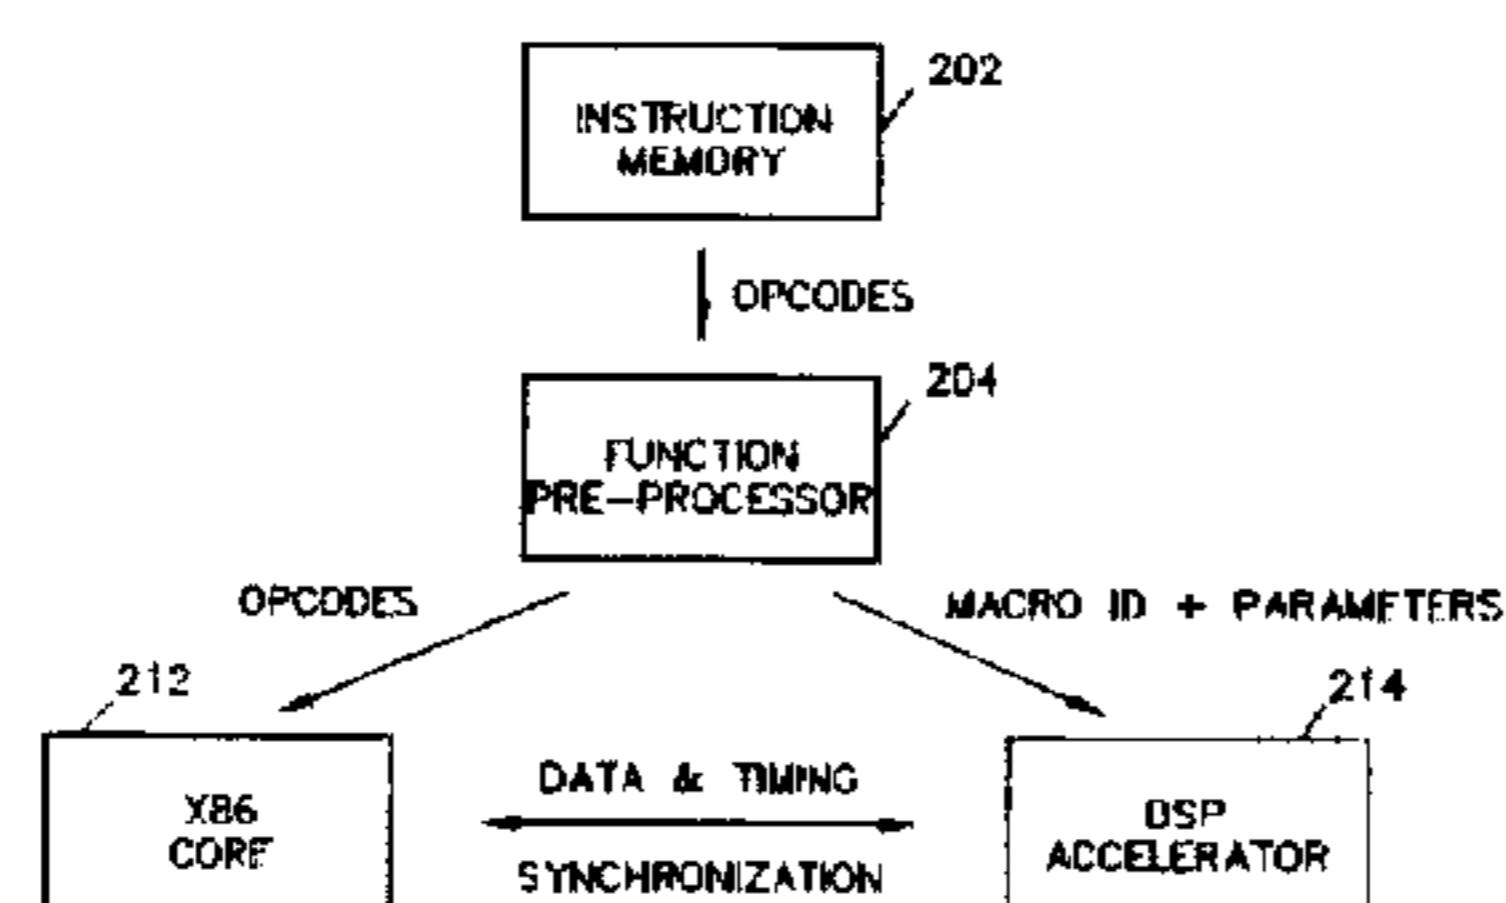 202
INSTRUCTION
MEMORY
OPCODES
204
FUNCTION
PRE-PROCESSOR
OPCODES
MACRO ID + PARAMETERS
212
214
X86
CORE
DATA & TIMING
SYNCHRONIZATION
DSP
ACCELERATOR